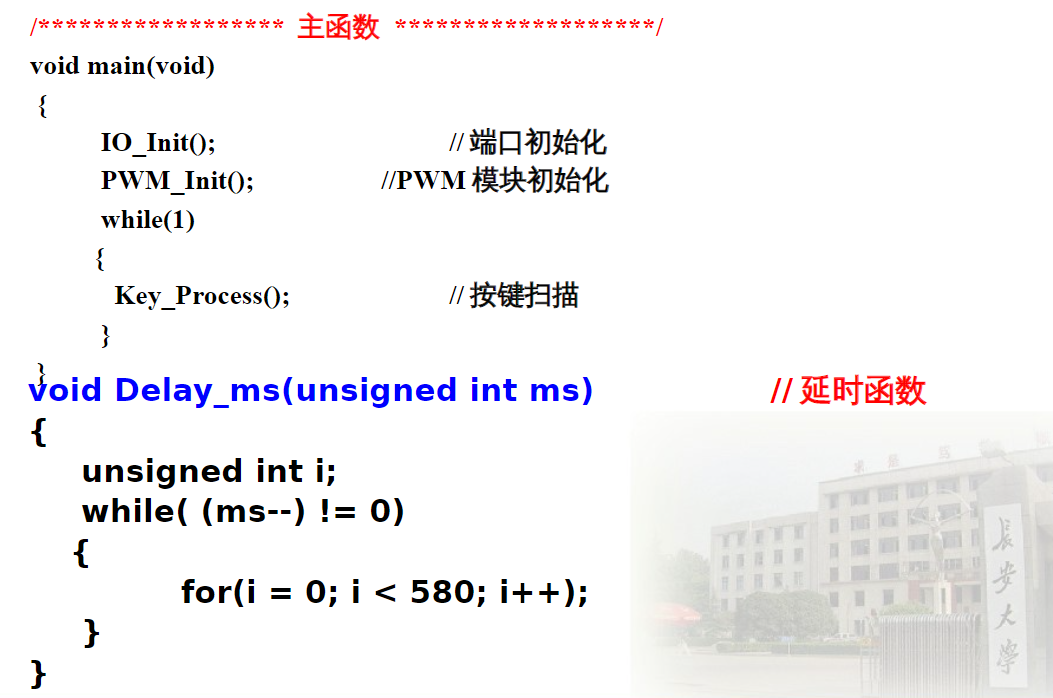 /****************** 主函数 *******************/
void main(void)
{
IO_Init(); // 端口初始化
PWM_Init(); //PWM 模块初始化
while(1)
{
Key_Process(); // 按键扫描
}
}
void Delay_ms(unsigned int ms) // 延时函数
{
unsigned int i;
while( (ms--) != 0)
{
for(i = 0; i < 580; i++);
}
}
长安大学